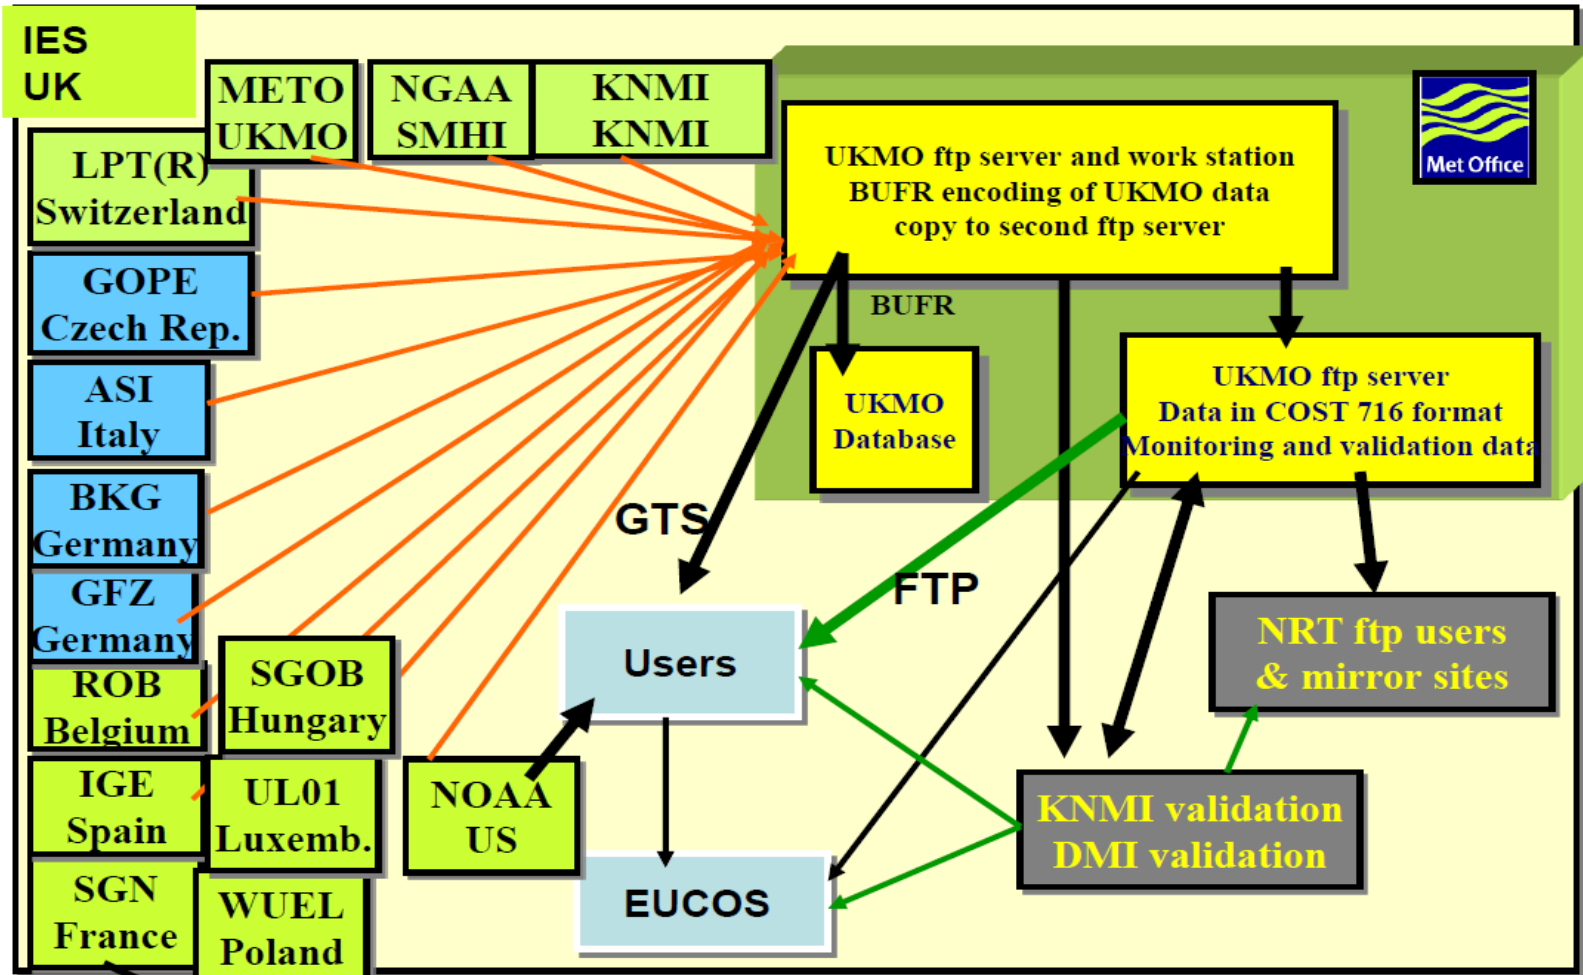 IES
UK
METO
UKMO
NGAA
SMHI
KNMI
KNMI
LPT(R)
Switzerland
GOPE
Czech Rep.
ASI
Italy
BKG
Germany
GFZ
Germany
ROB
Belgium
SGOB
Hungary
IGE
Spain
UL01
Luxemb.
NOAA
US
SGN
France
WUEL
Poland
UKMO ftp server and work station
BUFR encoding of UKMO data
copy to second ftp server
Met Office
BUFR
UKMO
Database
UKMO ftp server
Data in COST 716 format
Monitoring and validation data
GTS
FTP
Users
EUCOS
NRT ftp users
& mirror sites
KNMI validation
DMI validation